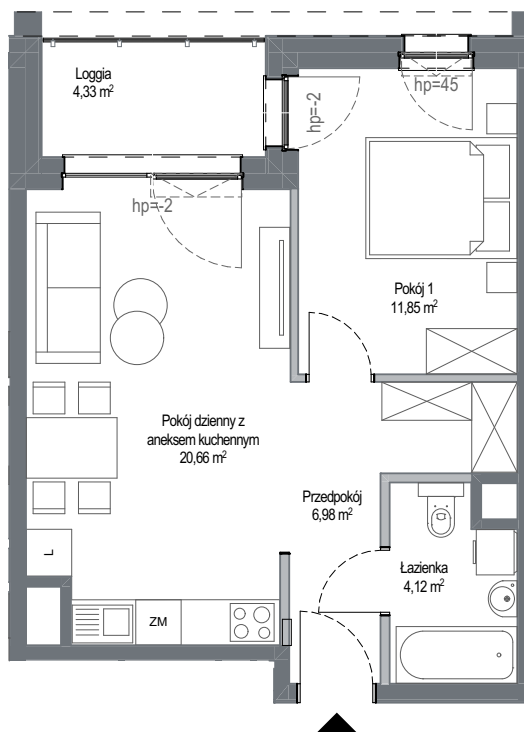 Loggia
4,33 m²
hp=-2
hp=45
hp=-2
Pokój 1
11,85 m²
Pokój dzienny z
aneksem kuchennym
20,66 m²
Przedpokój
6,98 m²
Łazienka
4,12 m²
L
ZM